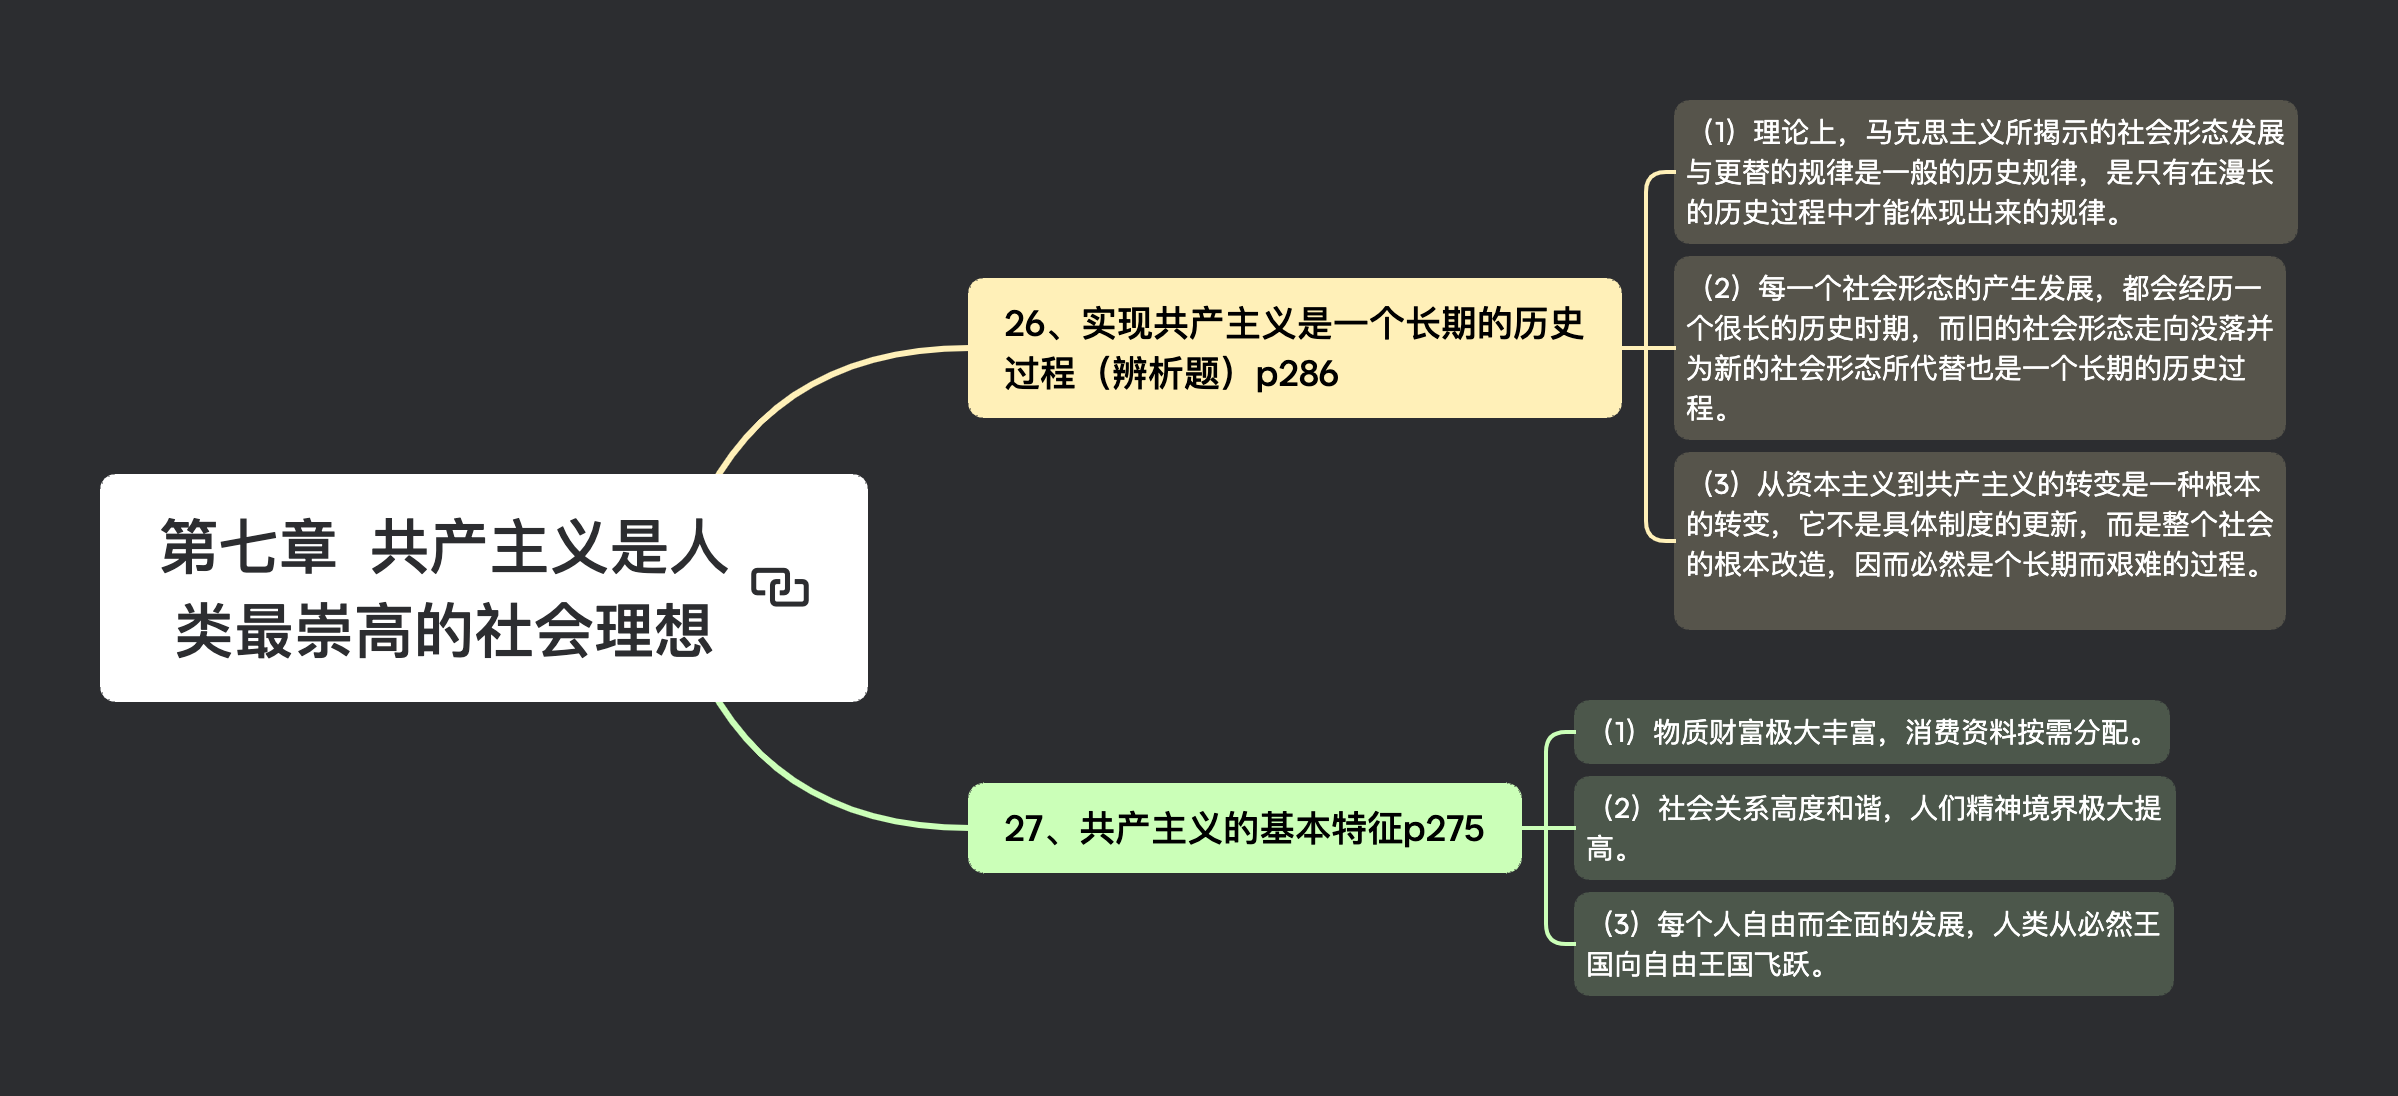 第七章 共产主义是人
类最崇高的社会理想
26、实现共产主义是一个长期的历史
过程（辨析题）p286
（1）理论上，马克思主义所揭示的社会形态发展
与更替的规律是一般的历史规律，是只有在漫长
的历史过程中才能体现出来的规律。
（2）每一个社会形态的产生发展，都会经历一
个很长的历史时期，而旧的社会形态走向没落并
为新的社会形态所代替也是一个长期的历史过
程。
（3）从资本主义到共产主义的转变是一种根本
的转变，它不是具体制度的更新，而是整个社会
的根本改造，因而必然是个长期而艰难的过程。
27、共产主义的基本特征p275
（1）物质财富极大丰富，消费资料按需分配。
（2）社会关系高度和谐，人们精神境界极大提
高。
（3）每个人自由而全面的发展，人类从必然王
国向自由王国飞跃。